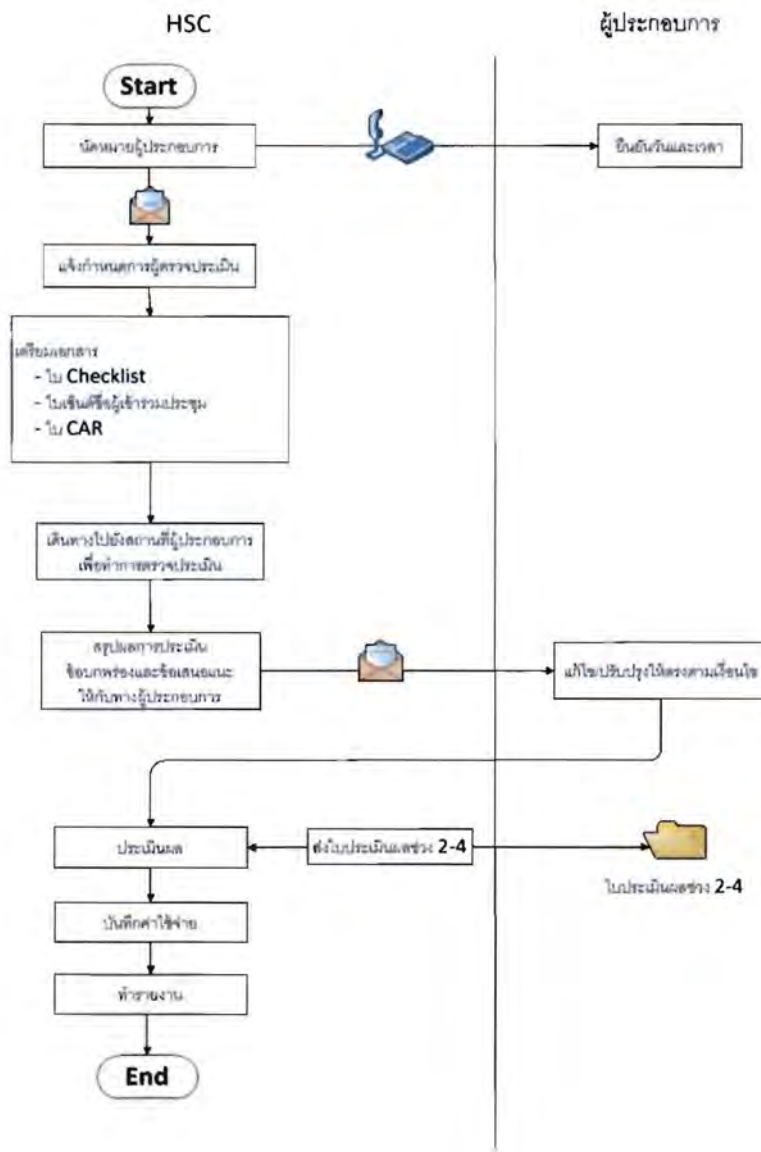 HSC
ผู้ประกอบการ
Start
นัดหมายผู้ประกอบการ
ยืนยันวันและเวลา
แจ้งกำหนดการผู้ตรวจประเมิน
เตรียมเอกสาร
- ใบ Checklist
- ใบเซ็นต์ชื่อผู้เข้าร่วมประชุม
- ใบ CAR
เดินทางไปยังสถานที่ผู้ประกอบการ
เพื่อทำการตรวจประเมิน
สรุปผลการประเมิน
ข้อบกพร่องและข้อเสนอแนะ
ให้กับทางผู้ประกอบการ
แก้ไข/ปรับปรุงให้ตรงตามเงื่อนไข
ประเมินผล
ส่งใบประเมินผลช่วง 2-4
ใบประเมินผลช่วง 2-4
บันทึกค่าใช้จ่าย
ทำรายงาน
End